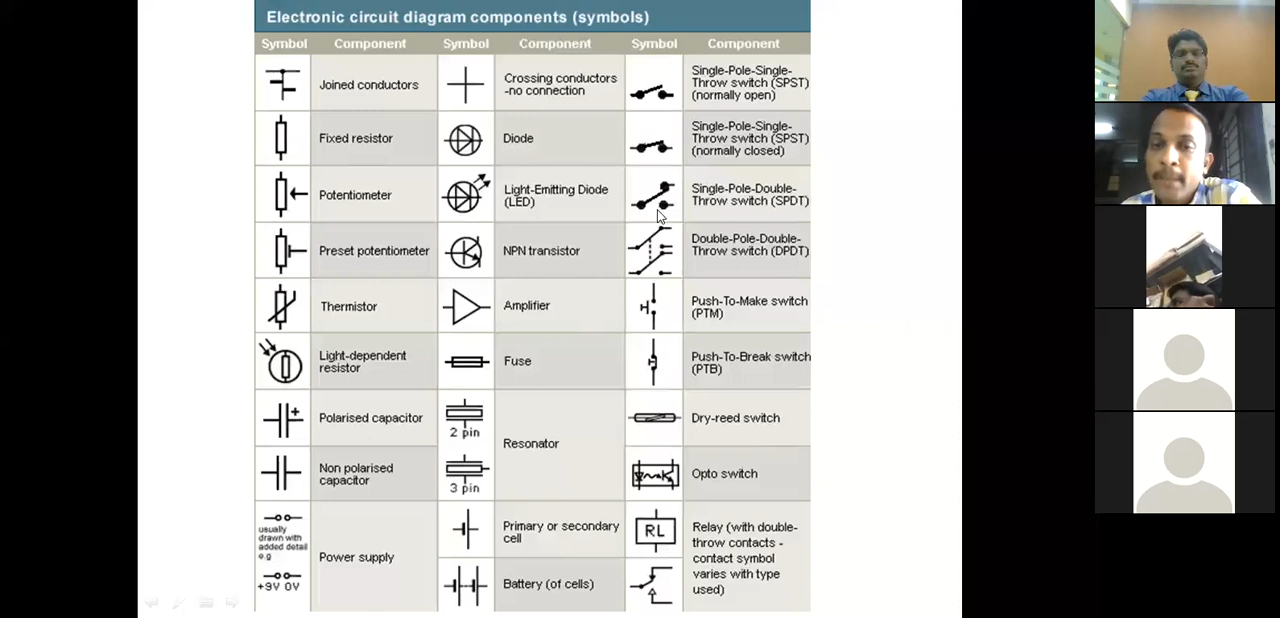 Electronic circuit diagram components (symbols)
Symbol Component Symbol Component Symbol Component
Joined conductors
Crossing conductors
-no connection
Single-Pole-Single-
Throw switch (SPST)
(normally open)
Fixed resistor
Diode
Single-Pole-Single-
Throw switch (SPST)
(normally closed)
Potentiometer
Light-Emitting Diode
(LED)
Single-Pole-Double-
Throw switch (SPDT)
Preset potentiometer
NPN transistor
Double-Pole-Double-
Throw switch (DPDT)
Thermistor
Amplifier
Push-To-Make switch
(PTM)
Light-dependent
resistor
Fuse
Push-To-Break switch
(PTB)
Polarised capacitor
2 pin
Resonator
Dry-reed switch
Non polarised
capacitor
3 pin
Opto switch
usually
drawn with
added detail
e.g
+9V 0V
Power supply
Primary or secondary
cell
Battery (of cells)
RL
Relay (with double-
throw contacts -
contact symbol
varies with type
used)